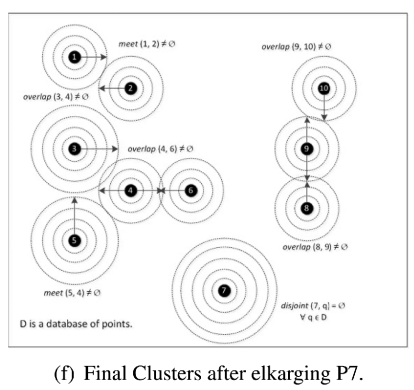 meet (1, 2) ≠ ∅
overlap (9, 10) ≠ ∅
1
2
10
overlap (3, 4) ≠ ∅
3
overlap (4, 6) ≠ ∅
9
4
6
8
5
overlap (8, 9) ≠ ∅
meet (5, 4) ≠ ∅
7
disjoint (7, q) = ∅
∀ q ϵ D
D is a database of points.
(f) Final Clusters after elkarging P7.